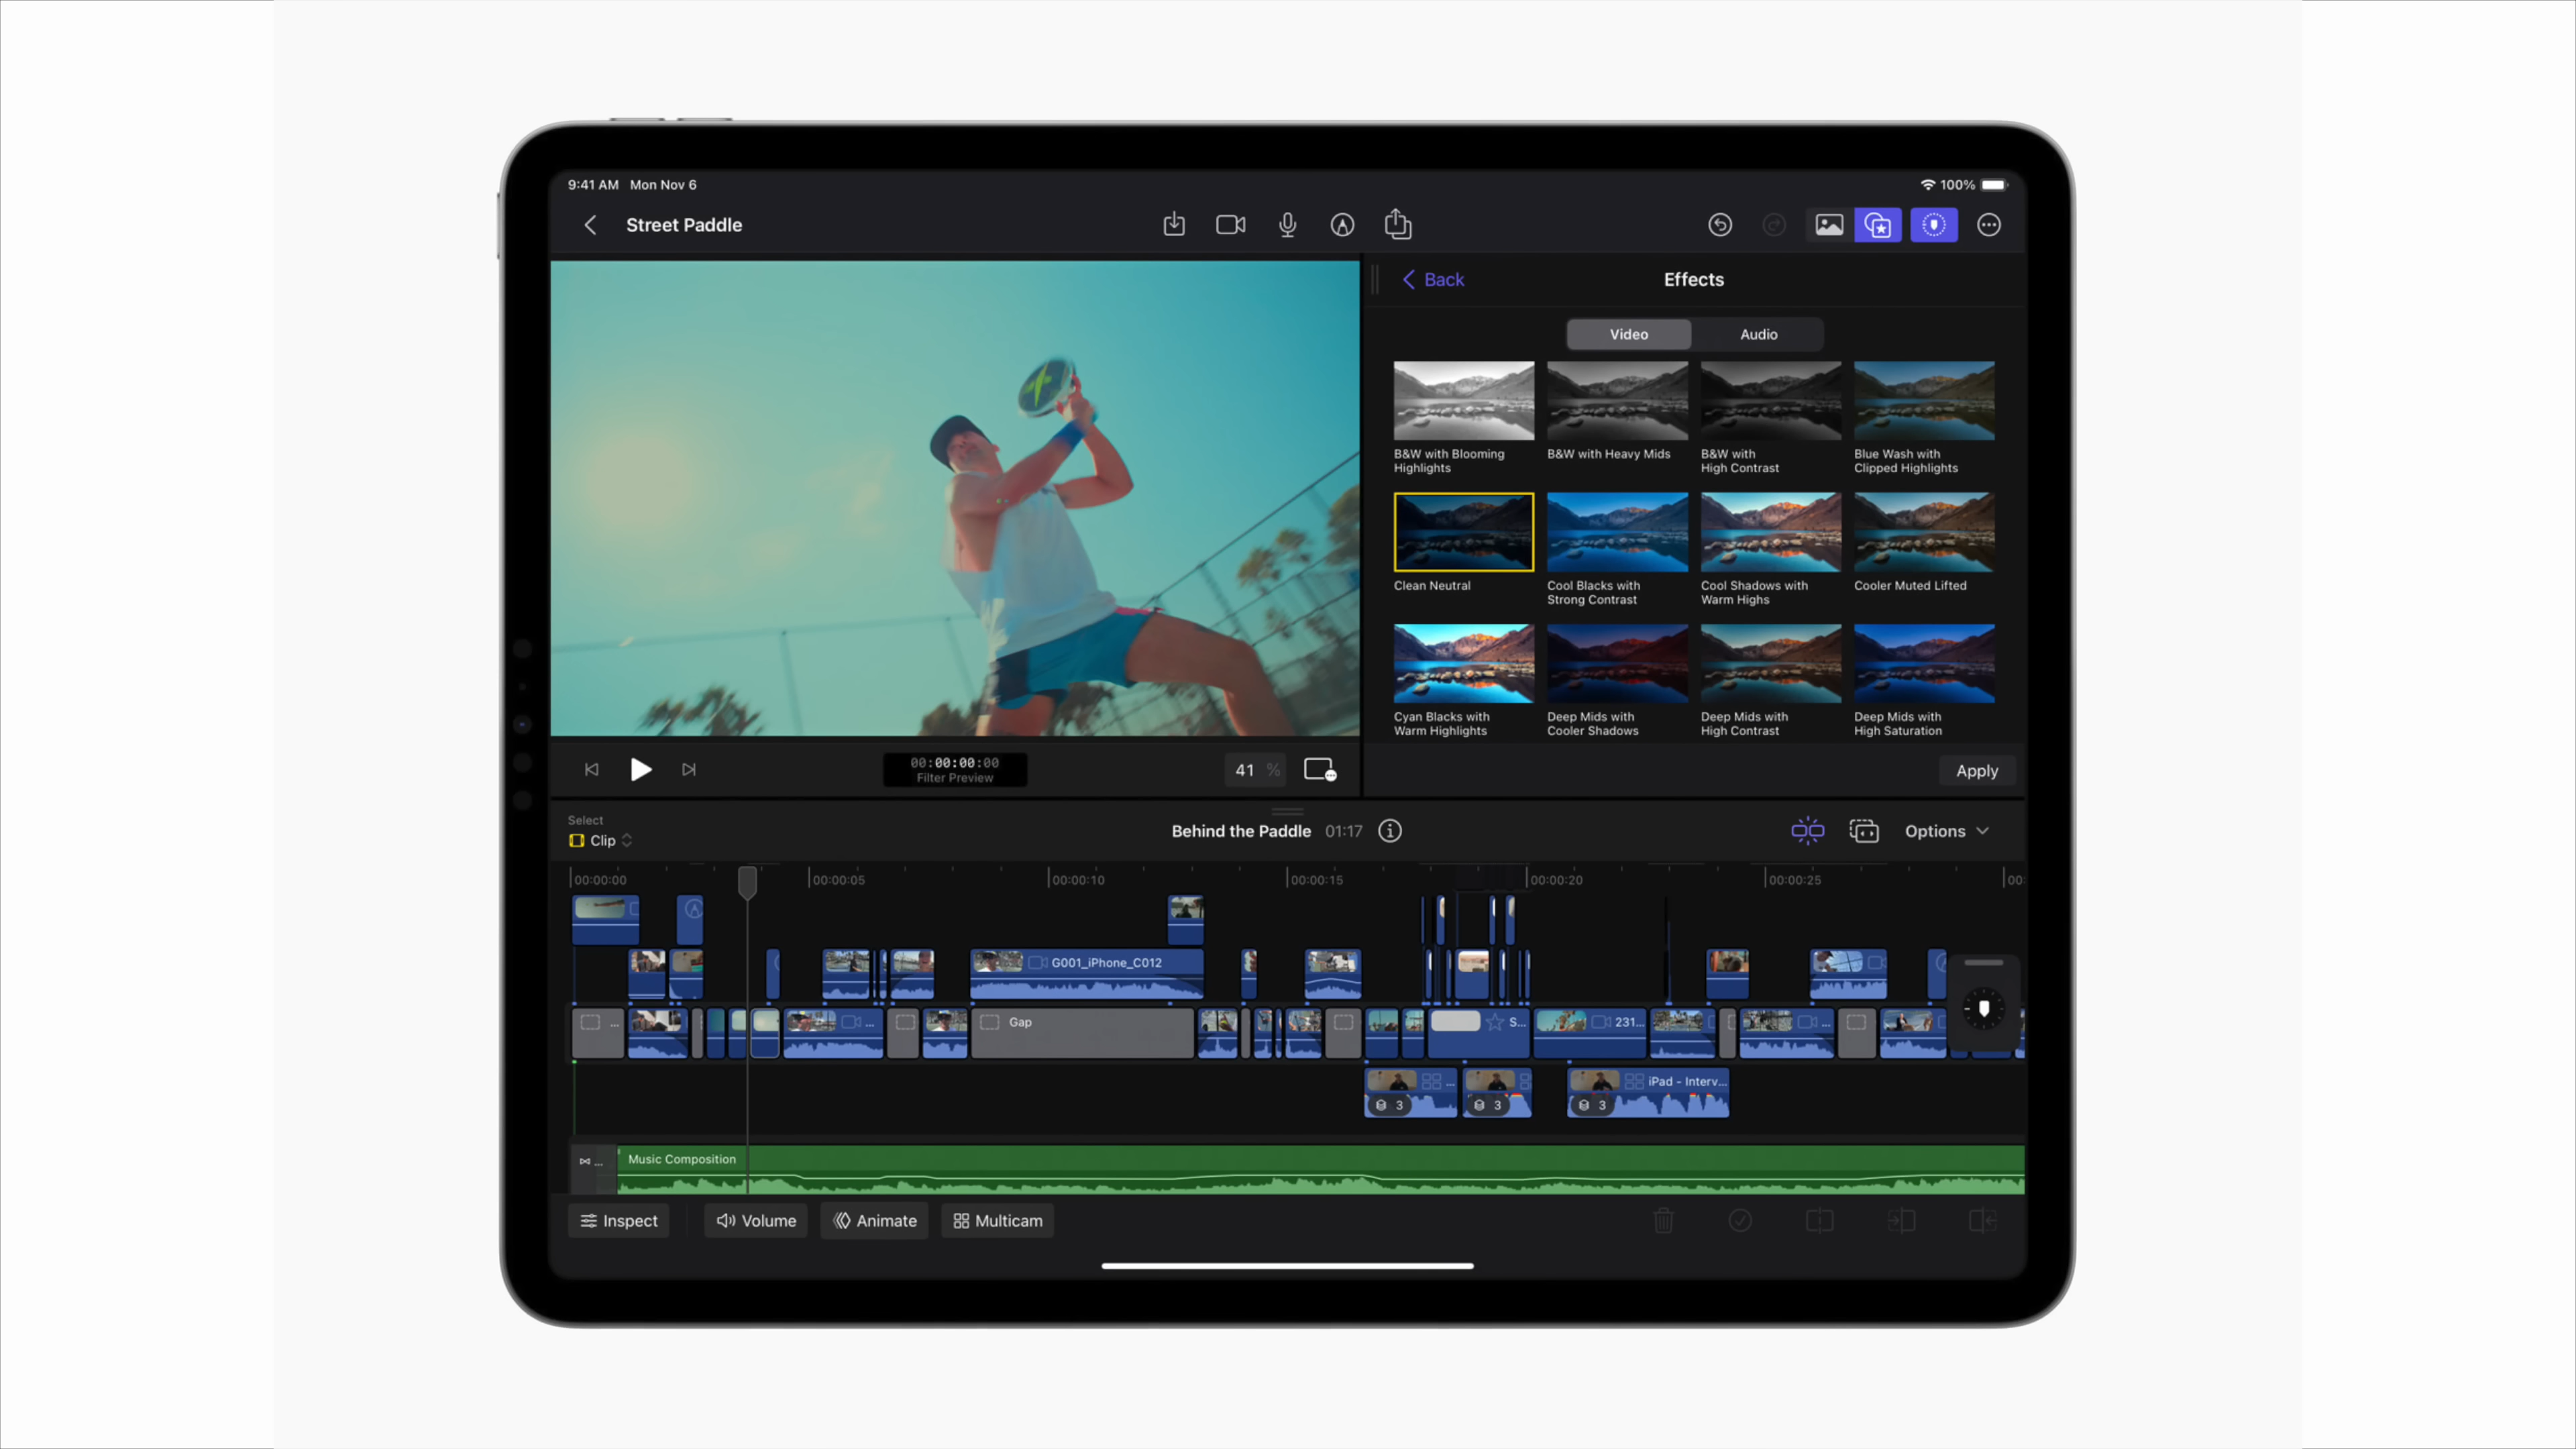 9:41 AM Mon Nov 6
100%
Street Paddle
Back
Effects
Video
Audio
B&W with Blooming
Highlights
B&W with Heavy Mids
B&W with
High Contrast
Blue Wash with
Clipped Highlights
Clean Neutral
Cool Blacks with
Strong Contrast
Cool Shadows with
Warm Highs
Cooler Muted Lifted
Cyan Blacks with
Warm Highlights
Deep Mids with
Cooler Shadows
Deep Mids with
High Contrast
Deep Mids with
High Saturation
00:00:00:00
Filter Preview
41 %
Apply
Select
Clip
Behind the Paddle 01:17
Options
00:00:00
00:00:05
00:00:10
00:00:15
00:00:20
00:00:25
00:
G001_iPhone_C012
...
...
Gap
S...
231...
...
...
3
3
iPad - Interv...
3
...
Music Composition
Inspect
Volume
Animate
Multicam